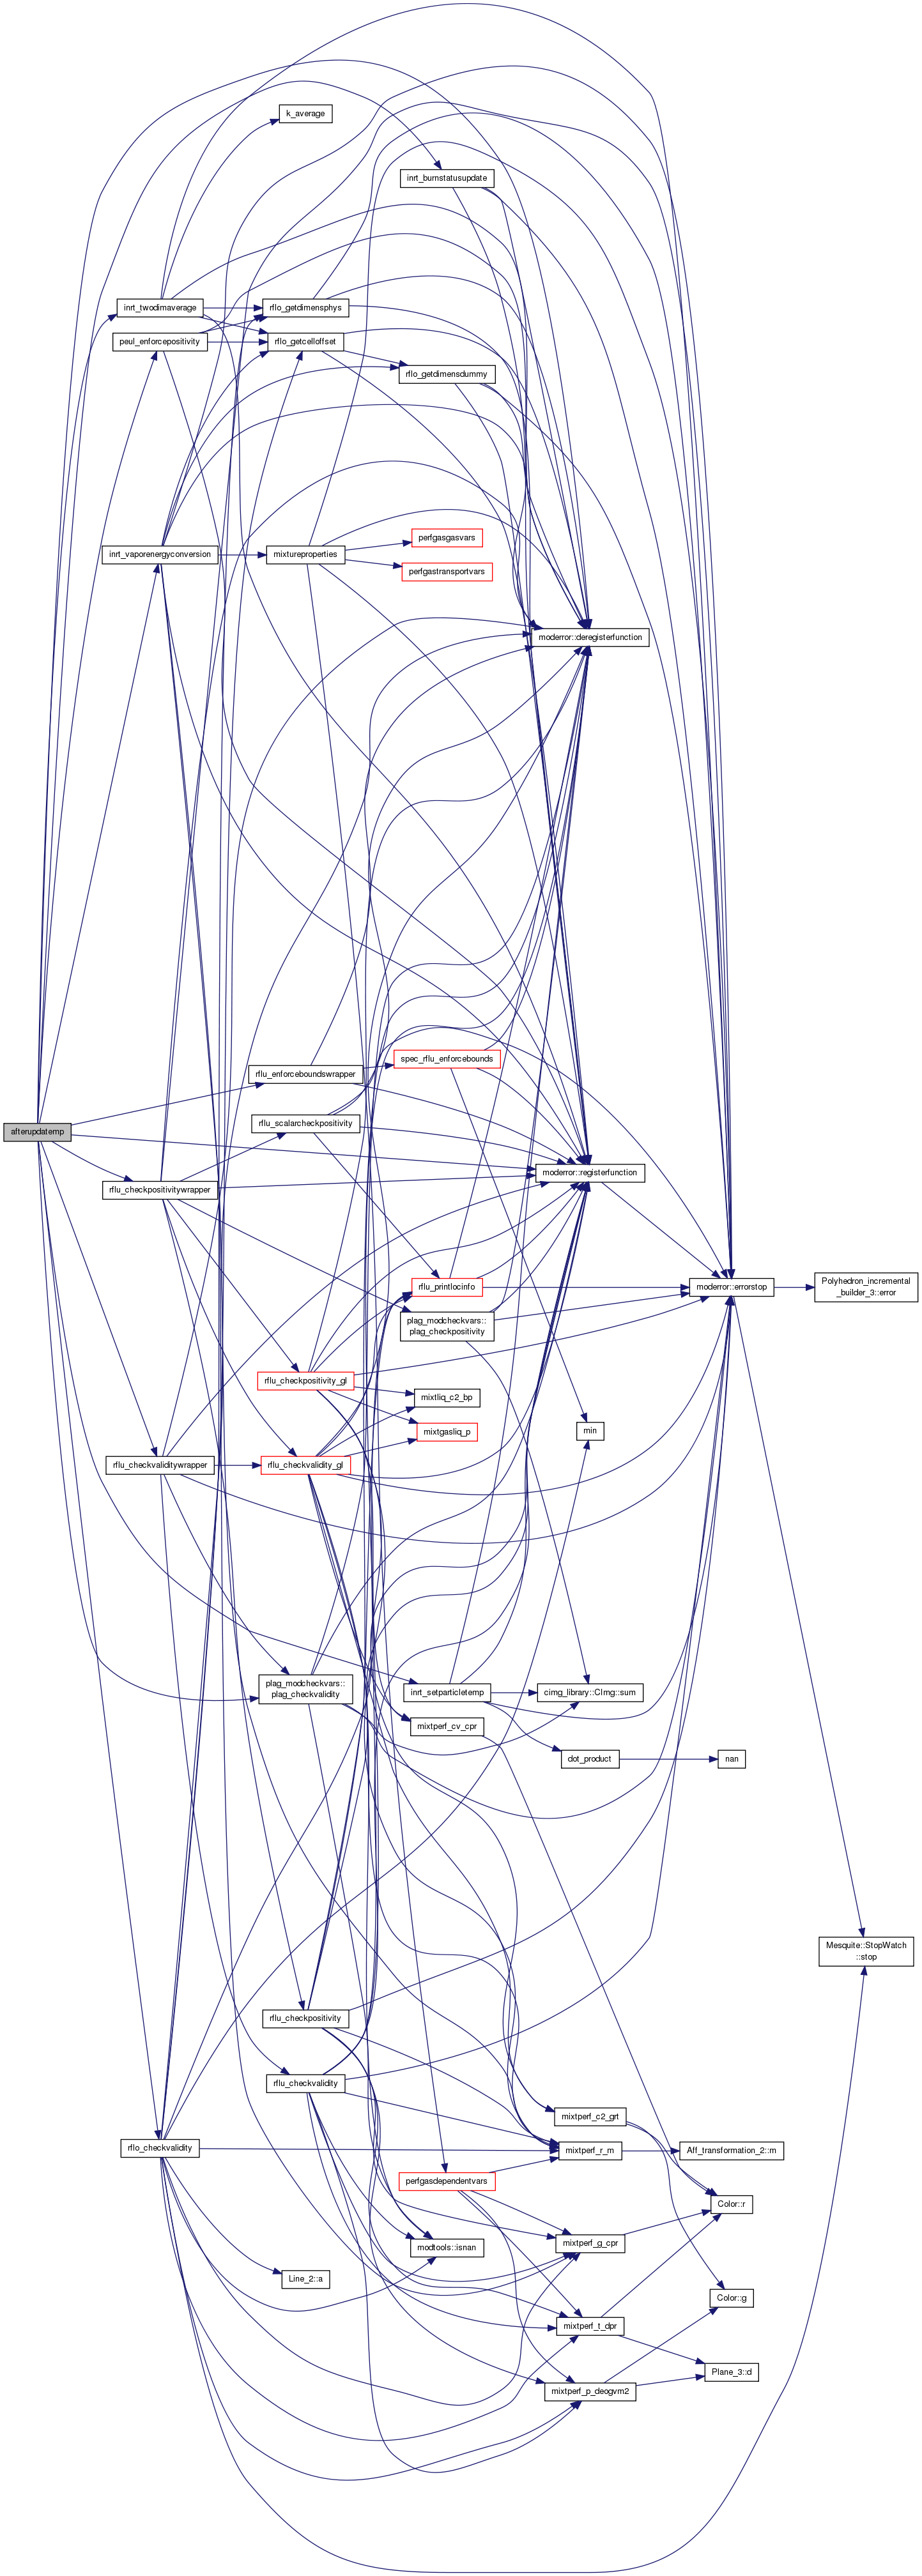 k_average
inrt_burnstatusupdate
inrt_twodimaverage
rflo_getdimensphys
peul_enforcepositivity
rflo_getcelloffset
rflo_getdimensdummy
perfgasgasvars
inrt_vaporenergyconversion
mixtureproperties
perfgastransportvars
moderror::deregisterfunction
spec_rflu_enforcebounds
rflu_enforceboundswrapper
rflu_scalarcheckpositivity
afterupdatemp
moderror::registerfunction
rflu_checkpositivitywrapper
rflu_printlocinfo
moderror::errorstop
Polyhedron_incremental
_builder_3::error
plag_modcheckvars::
plag_checkpositivity
rflu_checkpositivity_gl
mixtliq_c2_bp
mixtgasliq_p
min
rflu_checkvaliditywrapper
rflu_checkvalidity_gl
plag_modcheckvars::
plag_checkvalidity
inrt_setparticletemp
cimg_library::CImg::sum
mixtperf_cv_cpr
dot_product
nan
Mesquite::StopWatch
::stop
rflu_checkpositivity
rflu_checkvalidity
mixtperf_c2_grt
rflo_checkvalidity
mixtperf_r_m
Aff_transformation_2::m
perfgasdependentvars
Color::r
modtools::isnan
mixtperf_g_cpr
Line_2::a
Color::g
mixtperf_t_dpr
Plane_3::d
mixtperf_p_deogvm2